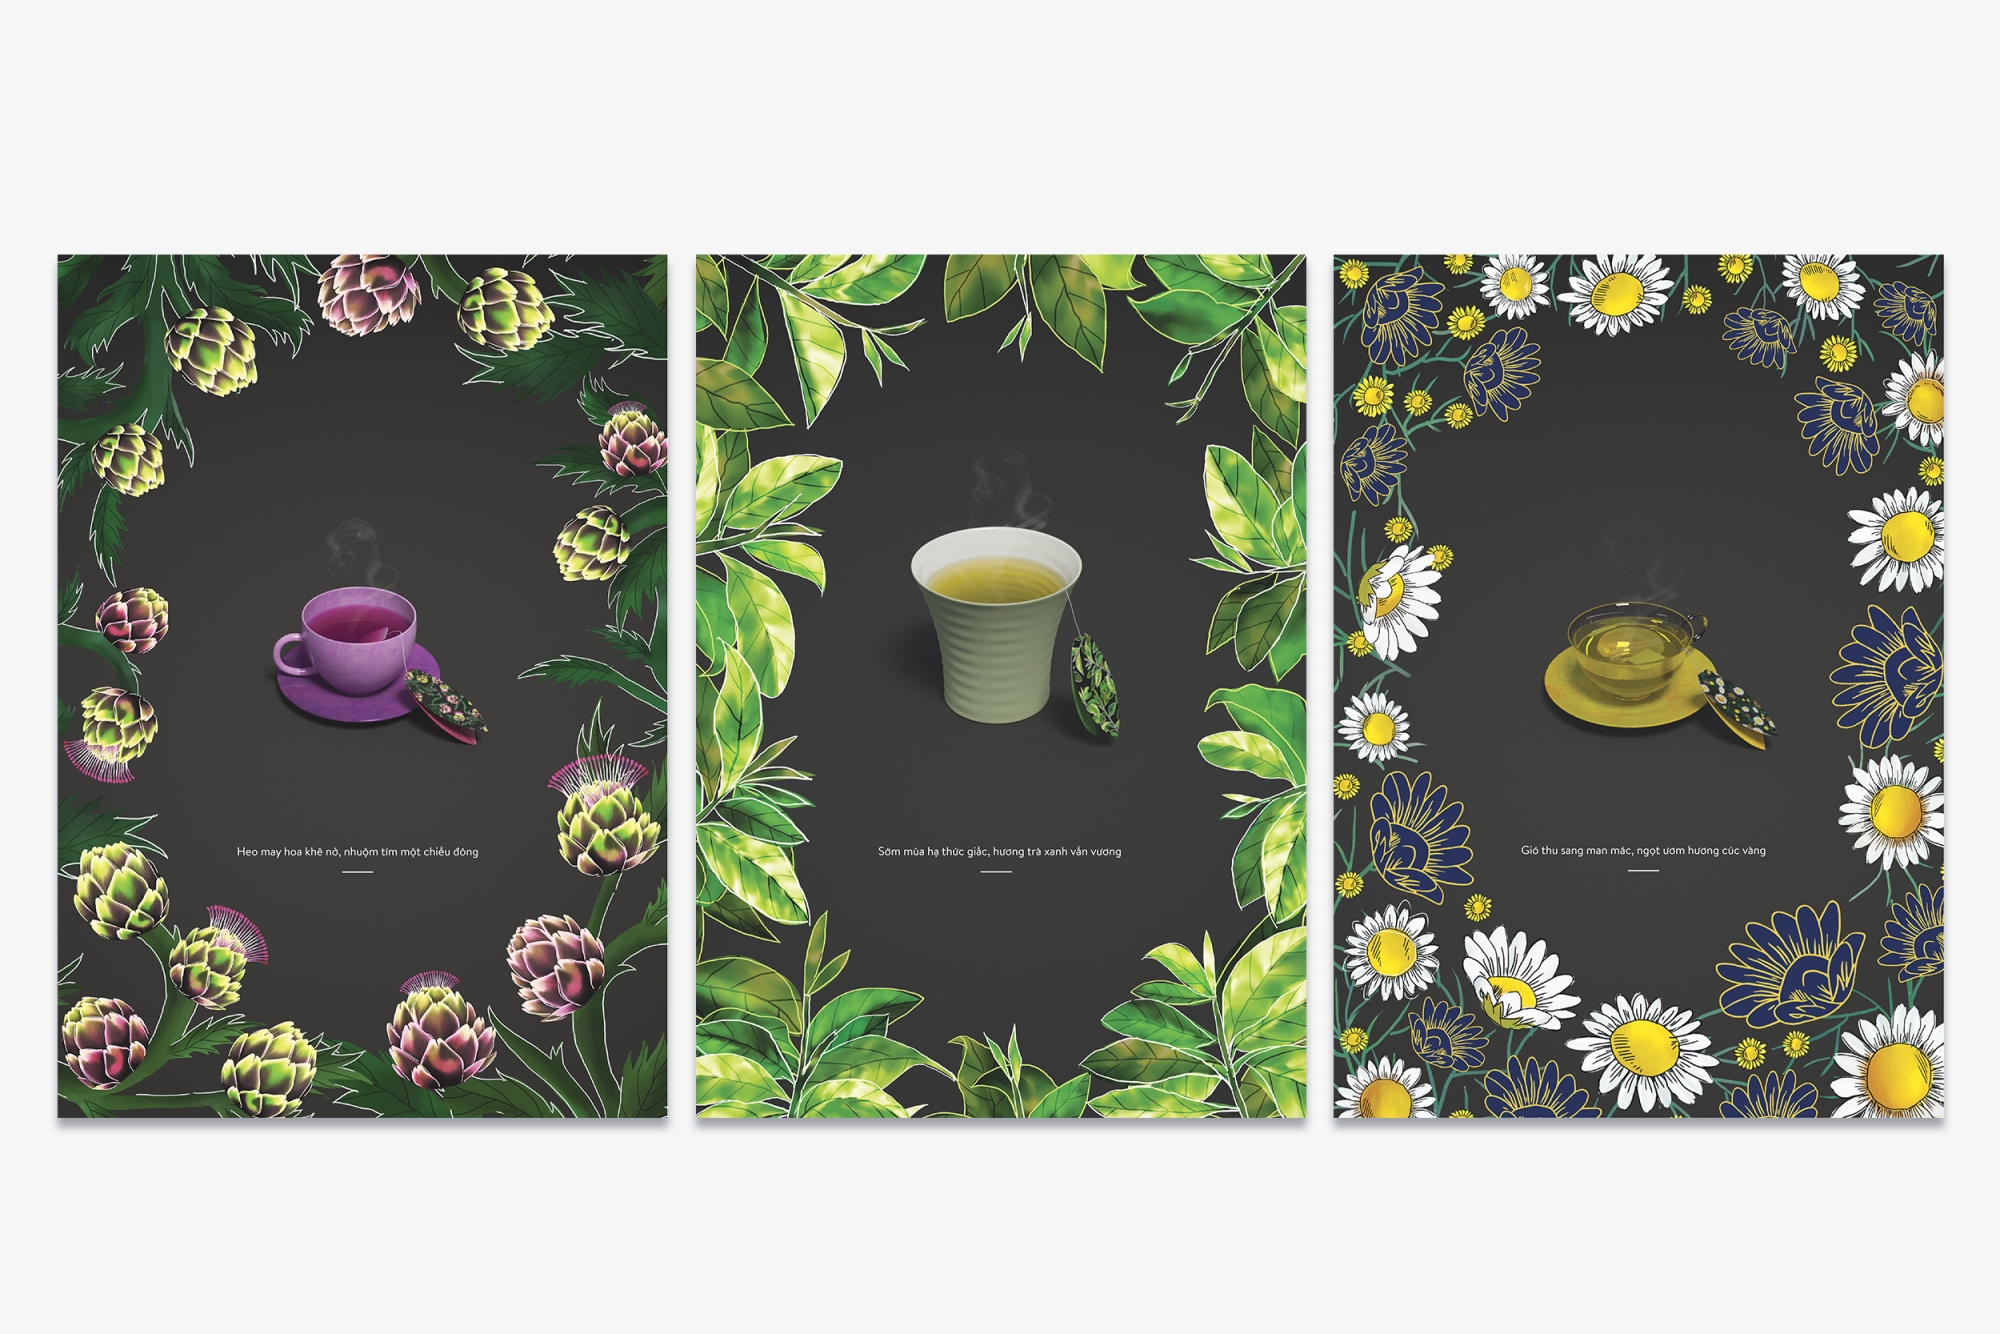 Heo may hoa khẽ nở, nhuộm tím một chiều đông
Sớm mùa hạ thức giấc, hương trà xanh vấn vương
Gió thu sang man mác, ngọt ươm hương cúc vàng